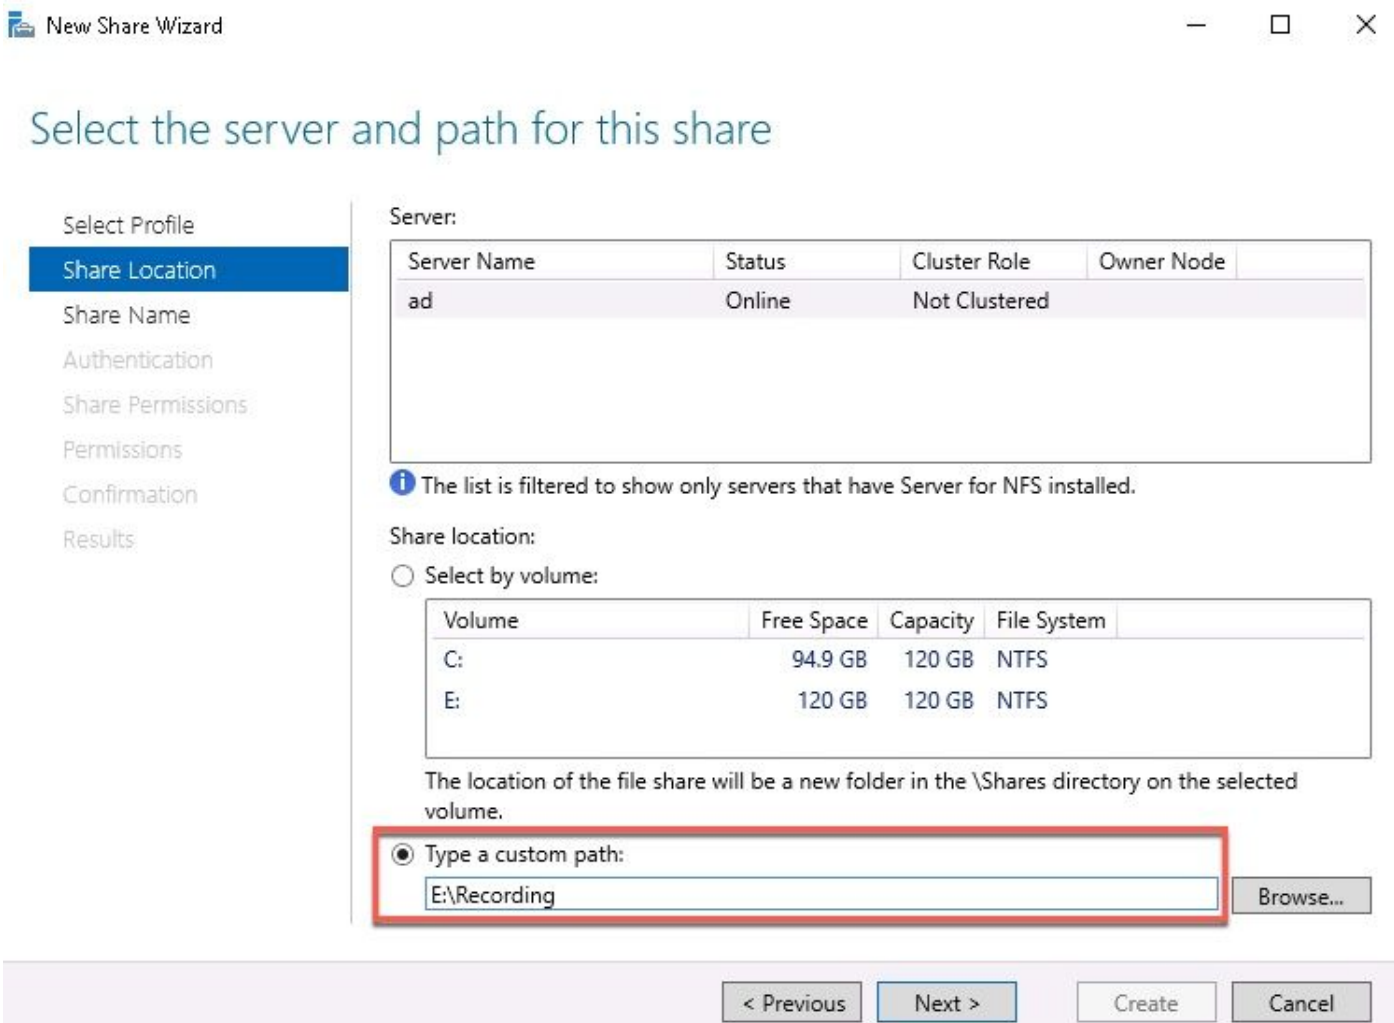 New Share Wizard
Select the server and path for this share
Select Profile
Share Location
Share Name
Authentication
Share Permissions
Permissions
Confirmation
Results
Server:
Server Name Status Cluster Role Owner Node
ad Online Not Clustered
The list is filtered to show only servers that have Server for NFS installed.
Share location:
Select by volume:
Volume Free Space Capacity File System
C: 94.9 GB 120 GB NTFS
E: 120 GB 120 GB NTFS
The location of the file share will be a new folder in the \Shares directory on the selected
volume.
Type a custom path:
E:\Recording
Browse...
< Previous Next > Create Cancel